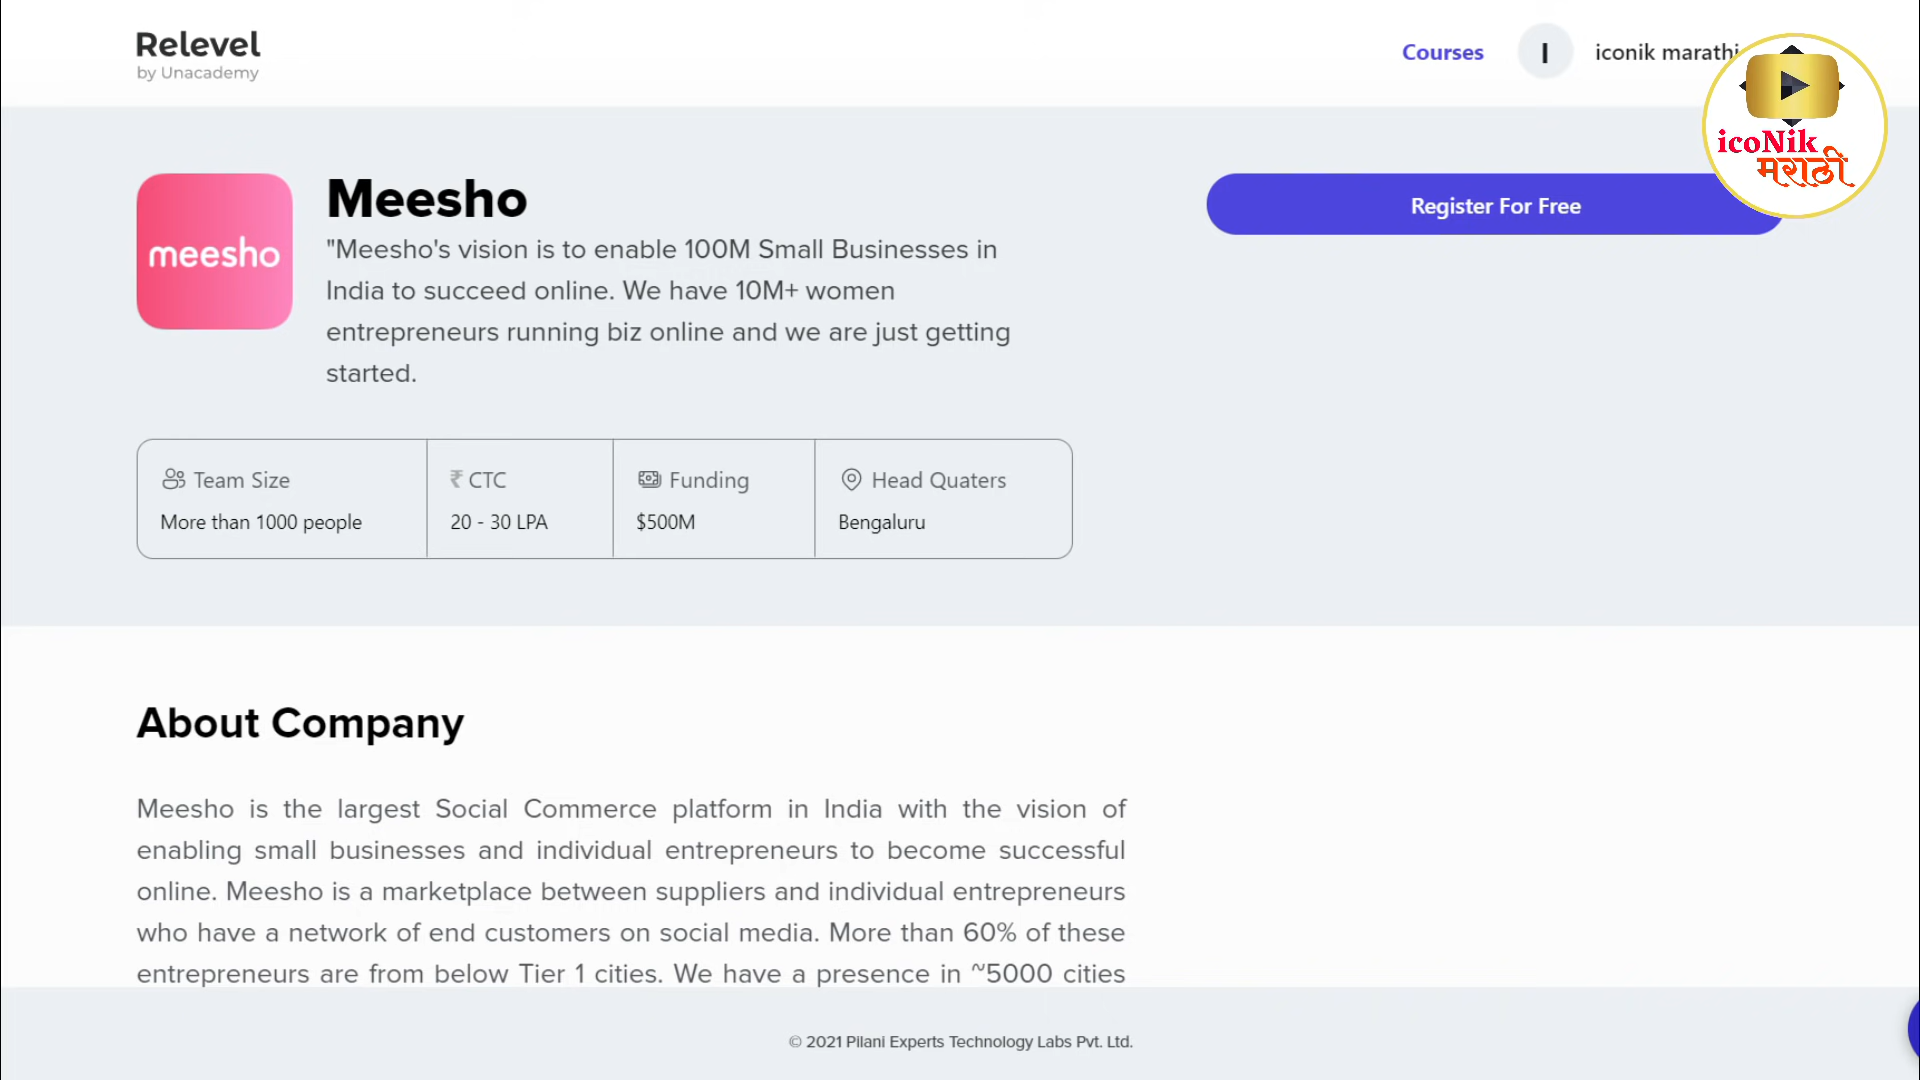 Relevel
by Unacademy
Courses
I
iconik marathi
icoNik
मराठी
meesho
Meesho
"Meesho's vision is to enable 100M Small Businesses in
India to succeed online. We have 10M+ women
entrepreneurs running biz online and we are just getting
started.
Register For Free
Team Size
More than 1000 people
₹ CTC
20 - 30 LPA
Funding
$500M
Head Quaters
Bengaluru
About Company
Meesho is the largest Social Commerce platform in India with the vision of
enabling small businesses and individual entrepreneurs to become successful
online. Meesho is a marketplace between suppliers and individual entrepreneurs
who have a network of end customers on social media. More than 60% of these
entrepreneurs are from below Tier 1 cities. We have a presence in ~5000 cities
© 2021 Pilani Experts Technology Labs Pvt. Ltd.